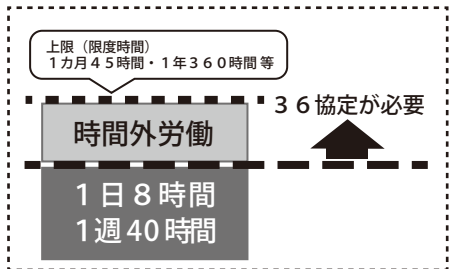 上限（限度時間）
１カ月４５時間・１年３６０時間 等
３６協定が必要
時間外労働
１日８時間
１週40時間